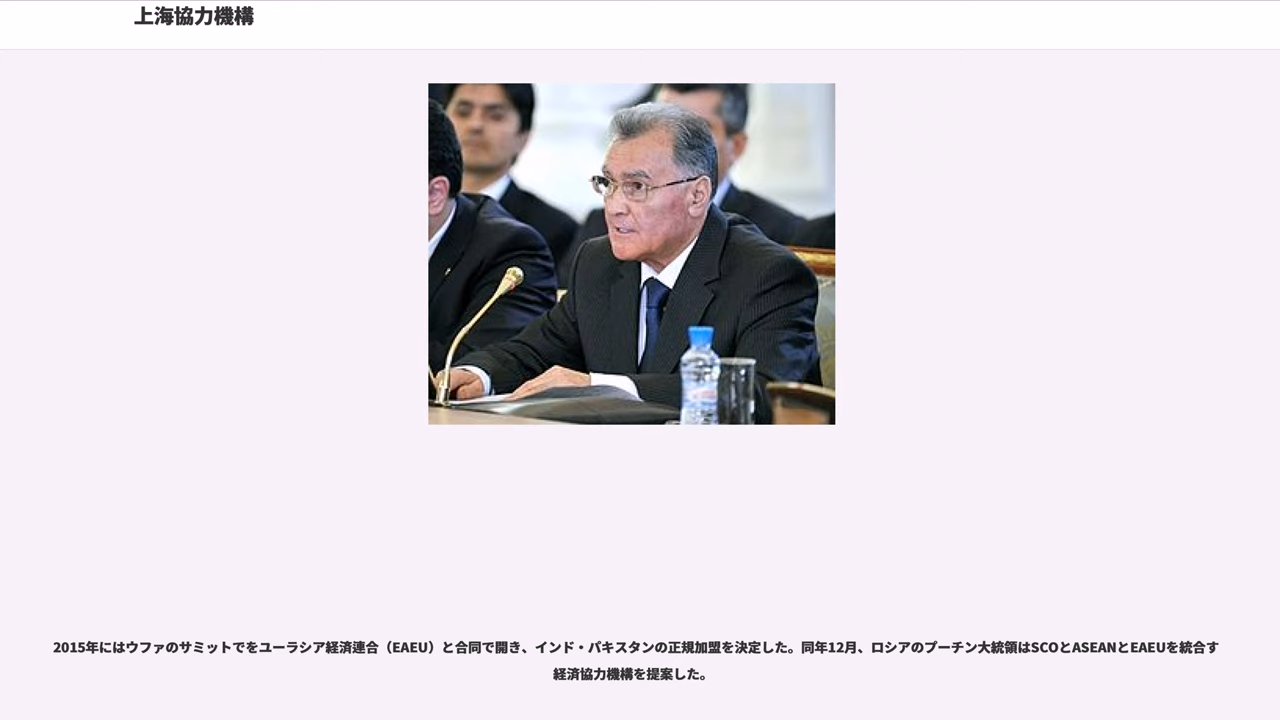 上海協力機構
2015年にはウファのサミットでをユーラシア経済連合（EAEU）と合同で開き、インド・パキスタンの正規加盟を決定した。同年12月、ロシアのプーチン大統領はSCOとASEANとEAEUを統合す
経済協力機構を提案した。